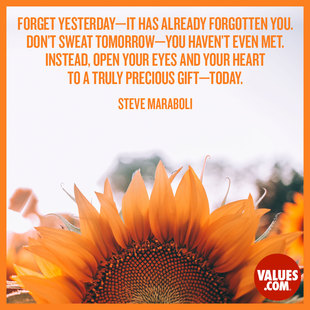 FORGET YESTERDAY—IT HAS ALREADY FORGOTTEN YOU.
DON'T SWEAT TOMORROW—YOU HAVEN'T EVEN MET.
INSTEAD, OPEN YOUR EYES AND YOUR HEART
TO A TRULY PRECIOUS GIFT—TODAY.
STEVE MARABOLI
VALUES
.COM